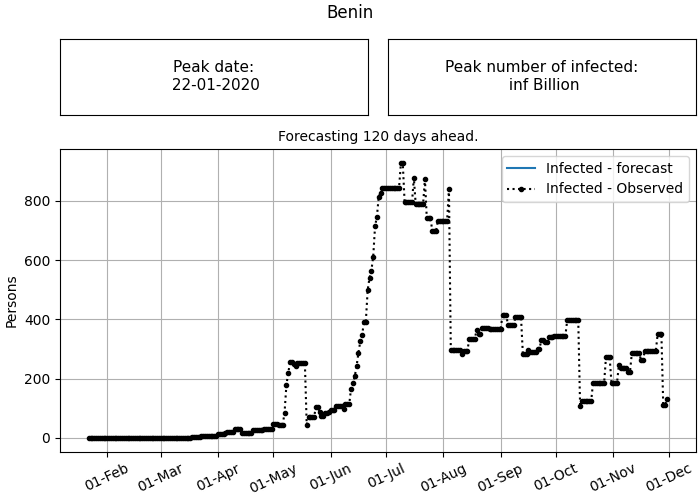 Benin
Peak date:
22-01-2020
Peak number of infected:
inf Billion
Forecasting 120 days ahead.
Infected - forecast
Infected - Observed
Persons
800
600
400
200
0
01-Feb
01-Mar
01-Apr
01-May
01-Jun
01-Jul
01-Aug
01-Sep
01-Oct
01-Nov
01-Dec